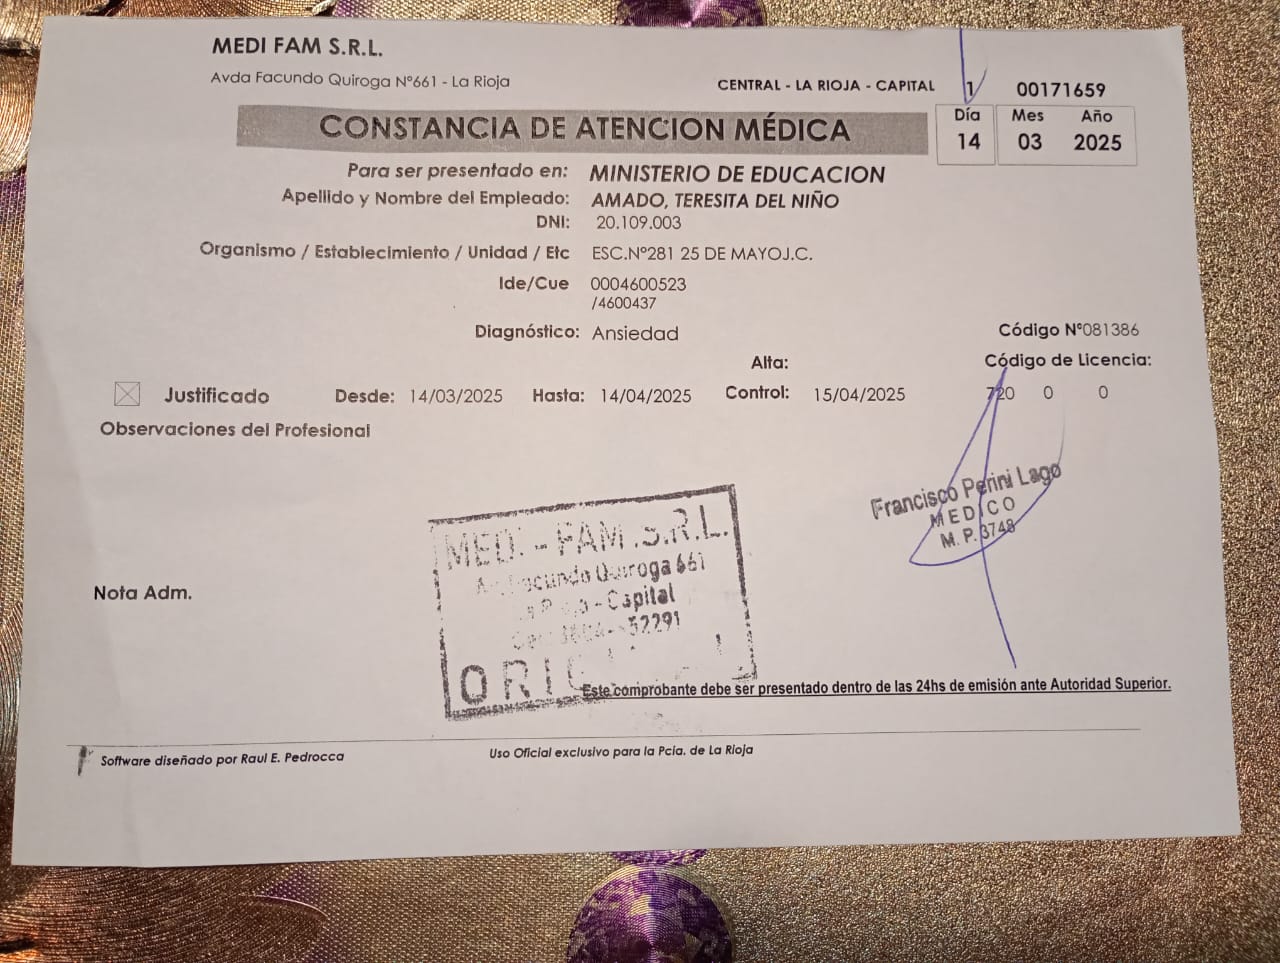 MEDI FAM S.R.L.
Avda Facundo Quiroga Nº661 - La Rioja
CENTRAL - LA RIOJA - CAPITAL 1 00171659
CONSTANCIA DE ATENCION MÉDICA
Día Mes Año
14 03 2025
Para ser presentado en: MINISTERIO DE EDUCACION
Apellido y Nombre del Empleado: AMADO, TERESITA DEL NIÑO
DNI: 20.109.003
Organismo / Establecimiento / Unidad / Etc ESC.Nº281 25 DE MAYOJ.C.
Ide/Cue 0004600523
/4600437
Diagnóstico: Ansiedad
Código Nº081386
Alta:
Código de Licencia:
Justificado Desde: 14/03/2025 Hasta: 14/04/2025 Control: 15/04/2025 720 0 0
Observaciones del Profesional
Francisco Perini Lago
MEDICO
M.P. 3748
MEDI - FAM.S.R.L.
Facundo Quiroga 661
- Capital
52291
Nota Adm.
Este comprobante debe ser presentado dentro de las 24hs de emisión ante Autoridad Superior.
Software diseñado por Raul E. Pedrocca
Uso Oficial exclusivo para la Pcia. de La Rioja